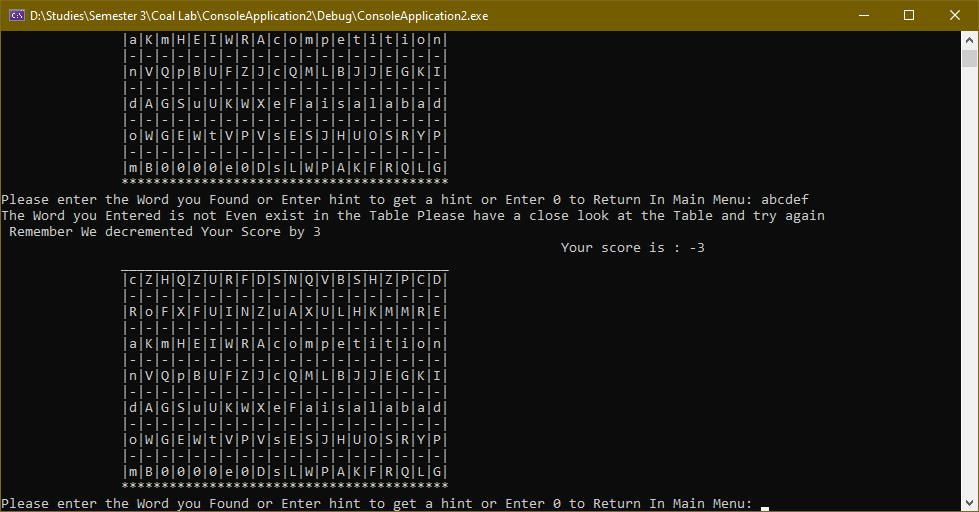 D:\Studies\Semester 3\Coal Lab\ConsoleApplication2\Debug\ConsoleApplication2.exe
|a|K|m|H|E|I|W|R|A|c|o|m|p|e|t|i|t|i|o|n|
|-|-|-|-|-|-|-|-|-|-|-|-|-|-|-|-|-|-|-|-|
|n|V|Q|p|B|U|F|Z|J|c|Q|M|L|B|J|J|E|G|K|I|
|-|-|-|-|-|-|-|-|-|-|-|-|-|-|-|-|-|-|-|-|
|d|A|G|S|u|U|K|W|X|e|F|a|i|s|a|l|a|b|a|d|
|-|-|-|-|-|-|-|-|-|-|-|-|-|-|-|-|-|-|-|-|
|o|W|G|E|W|t|V|P|V|s|E|S|J|H|U|O|S|R|Y|P|
|-|-|-|-|-|-|-|-|-|-|-|-|-|-|-|-|-|-|-|-|
|m|B|0|0|0|0|e|0|D|s|L|W|P|A|K|F|R|Q|L|G|
*****************************************
Please enter the Word you Found or Enter hint to get a hint or Enter 0 to Return In Main Menu: abcdef
The Word you Entered is not Even exist in the Table Please have a close look at the Table and try again
Remember We decremented Your Score by 3
Your score is : -3
_________________________________________
|c|Z|H|Q|Z|U|R|F|D|S|N|Q|V|B|S|H|Z|P|C|D|
|-|-|-|-|-|-|-|-|-|-|-|-|-|-|-|-|-|-|-|-|
|R|o|F|X|F|U|I|N|Z|u|A|X|U|L|H|K|M|M|R|E|
|-|-|-|-|-|-|-|-|-|-|-|-|-|-|-|-|-|-|-|-|
|a|K|m|H|E|I|W|R|A|c|o|m|p|e|t|i|t|i|o|n|
|-|-|-|-|-|-|-|-|-|-|-|-|-|-|-|-|-|-|-|-|
|n|V|Q|p|B|U|F|Z|J|c|Q|M|L|B|J|J|E|G|K|I|
|-|-|-|-|-|-|-|-|-|-|-|-|-|-|-|-|-|-|-|-|
|d|A|G|S|u|U|K|W|X|e|F|a|i|s|a|l|a|b|a|d|
|-|-|-|-|-|-|-|-|-|-|-|-|-|-|-|-|-|-|-|-|
|o|W|G|E|W|t|V|P|V|s|E|S|J|H|U|O|S|R|Y|P|
|-|-|-|-|-|-|-|-|-|-|-|-|-|-|-|-|-|-|-|-|
|m|B|0|0|0|0|e|0|D|s|L|W|P|A|K|F|R|Q|L|G|
*****************************************
Please enter the Word you Found or Enter hint to get a hint or Enter 0 to Return In Main Menu: